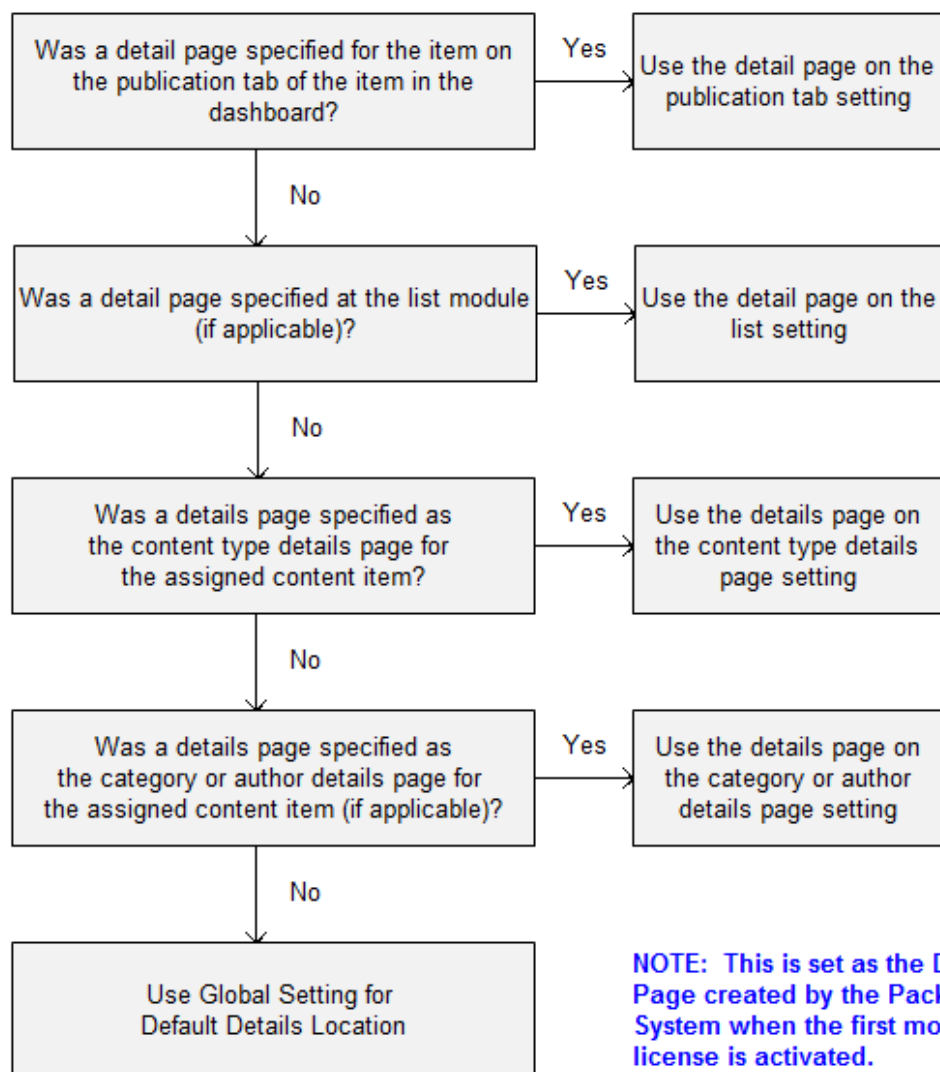 Was a detail page specified for the item on
the publication tab of the item in the
dashboard?
Yes
Use the detail page on the
publication tab setting
No
Was a detail page specified at the list module
(if applicable)?
Yes
Use the detail page on the
list setting
No
Was a details page specified as
the content type details page for
the assigned content item?
Yes
Use the details page on
the content type details
page setting
No
Was a details page specified as
the category or author details page for
the assigned content item (if applicable)?
Yes
Use the details page on
the category or author
details page setting
No
Use Global Setting for
Default Details Location
NOTE: This is set as the
Page created by the
System when the first
license is activated.